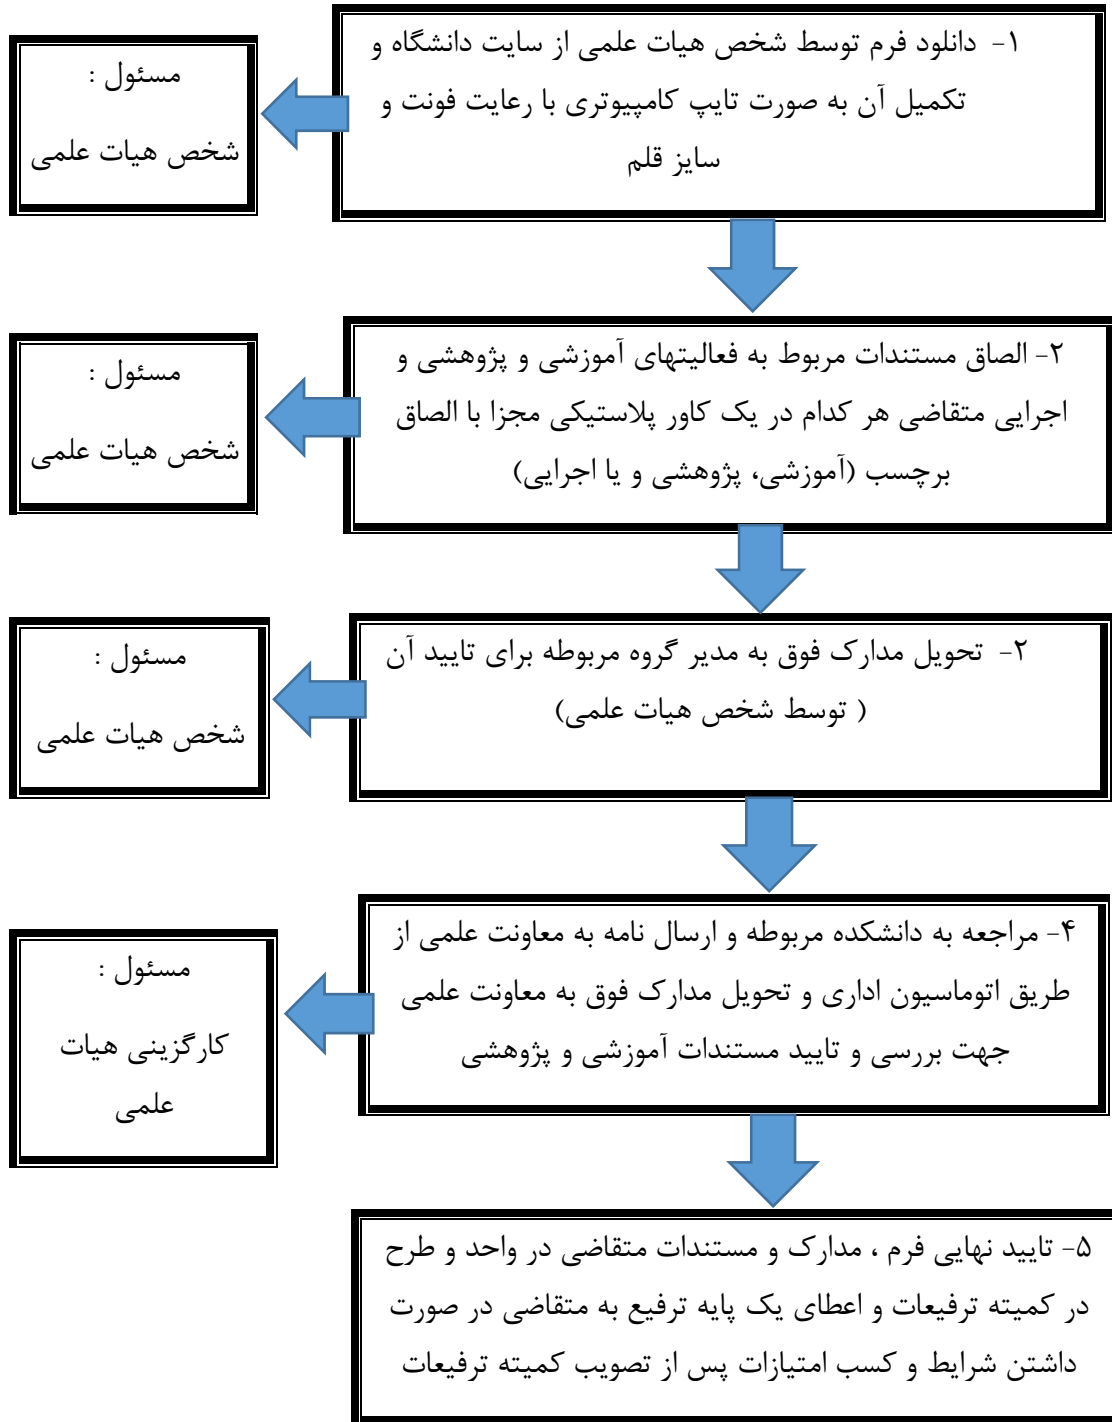 ۱-  دانلود فرم توسط شخص هیات علمی از سایت دانشگاه و
تکمیل آن به صورت تایپ کامپیوتری با رعایت فونت و
سایز قلم
مسئول :
شخص هیات علمی
۲- الصاق مستندات مربوط به فعالیتهای آموزشی و پژوهشی و
اجرایی متقاضی هر کدام در یک کاور پلاستیکی مجزا با الصاق
برچسب (آموزشی، پژوهشی و یا اجرایی)
مسئول :
شخص هیات علمی
۲-  تحویل مدارک فوق به مدیر گروه مربوطه برای تایید آن
( توسط شخص هیات علمی)
مسئول :
شخص هیات علمی
۴- مراجعه به دانشکده مربوطه و ارسال نامه به معاونت علمی از
طریق اتوماسیون اداری و تحویل مدارک فوق به معاونت علمی
جهت بررسی و تایید مستندات آموزشی و پژوهشی
مسئول :
کارگزینی هیات
علمی
۵- تایید نهایی فرم ، مدارک و مستندات متقاضی در واحد و طرح
در کمیته ترفیعات و اعطای یک پایه ترفیع به متقاضی در صورت
داشتن شرایط و کسب امتیازات پس از تصویب کمیته ترفیعات